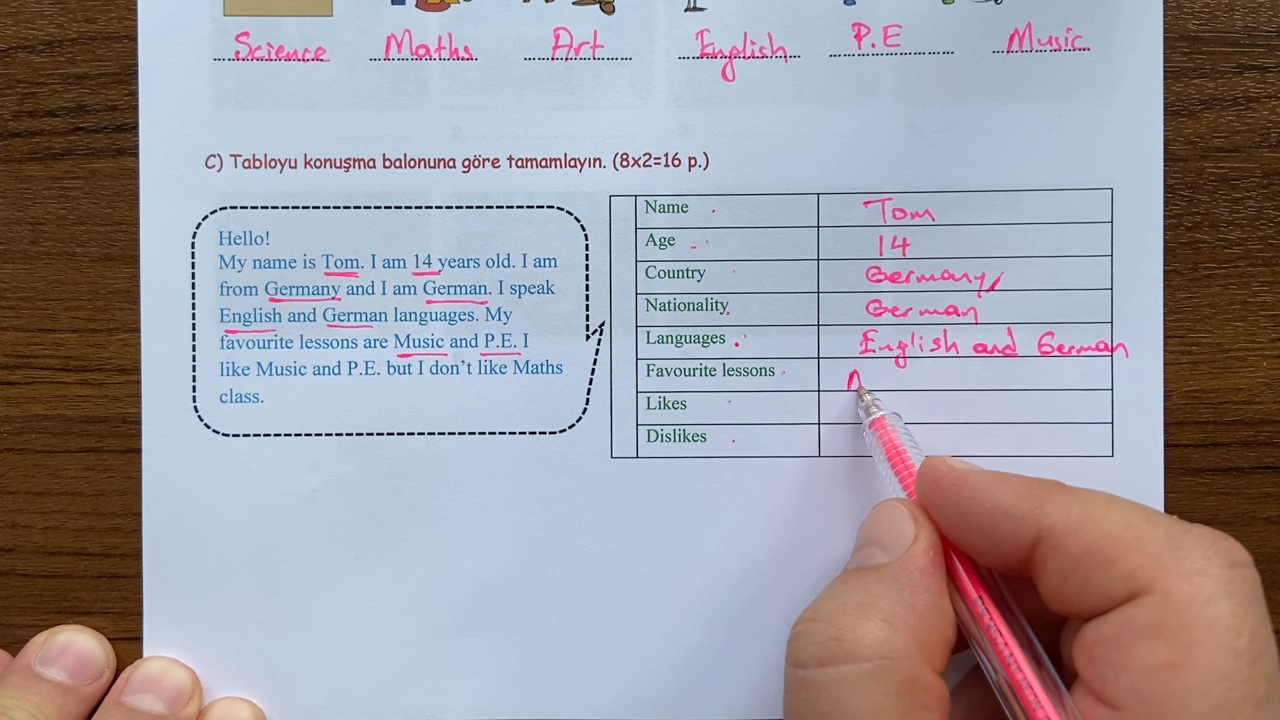 Science Maths Art English P.E Music
C) Tabloyu konuşma balonuna göre tamamlayın. (8x2=16 p.)
Hello!
My name is Tom. I am 14 years old. I am
from Germany and I am German. I speak
English and German languages. My
favourite lessons are Music and P.E. I
like Music and P.E. but I don't like Maths
class.
Name Tom
Age 14
Country Germany
Nationality German
Languages English and German
Favourite lessons
Likes
Dislikes